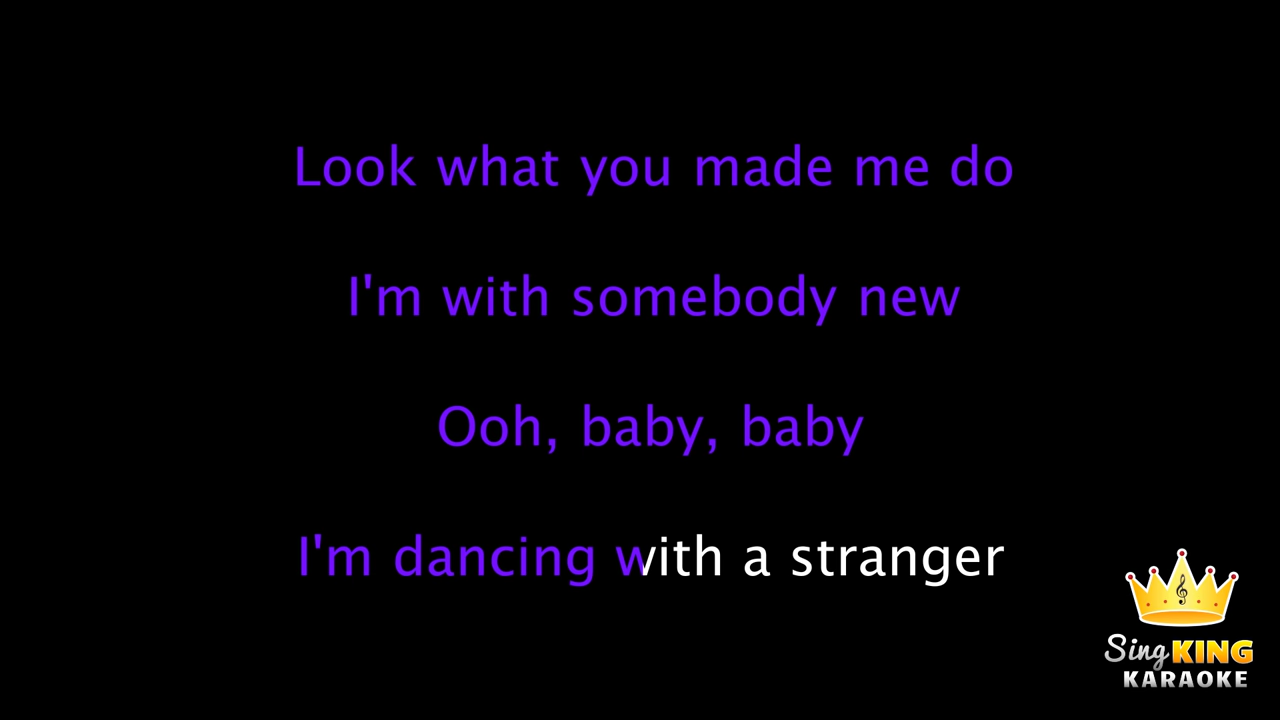 Look what you made me do
I'm with somebody new
Ooh, baby, baby
I'm dancing with a stranger
Sing KING
KARAOKE